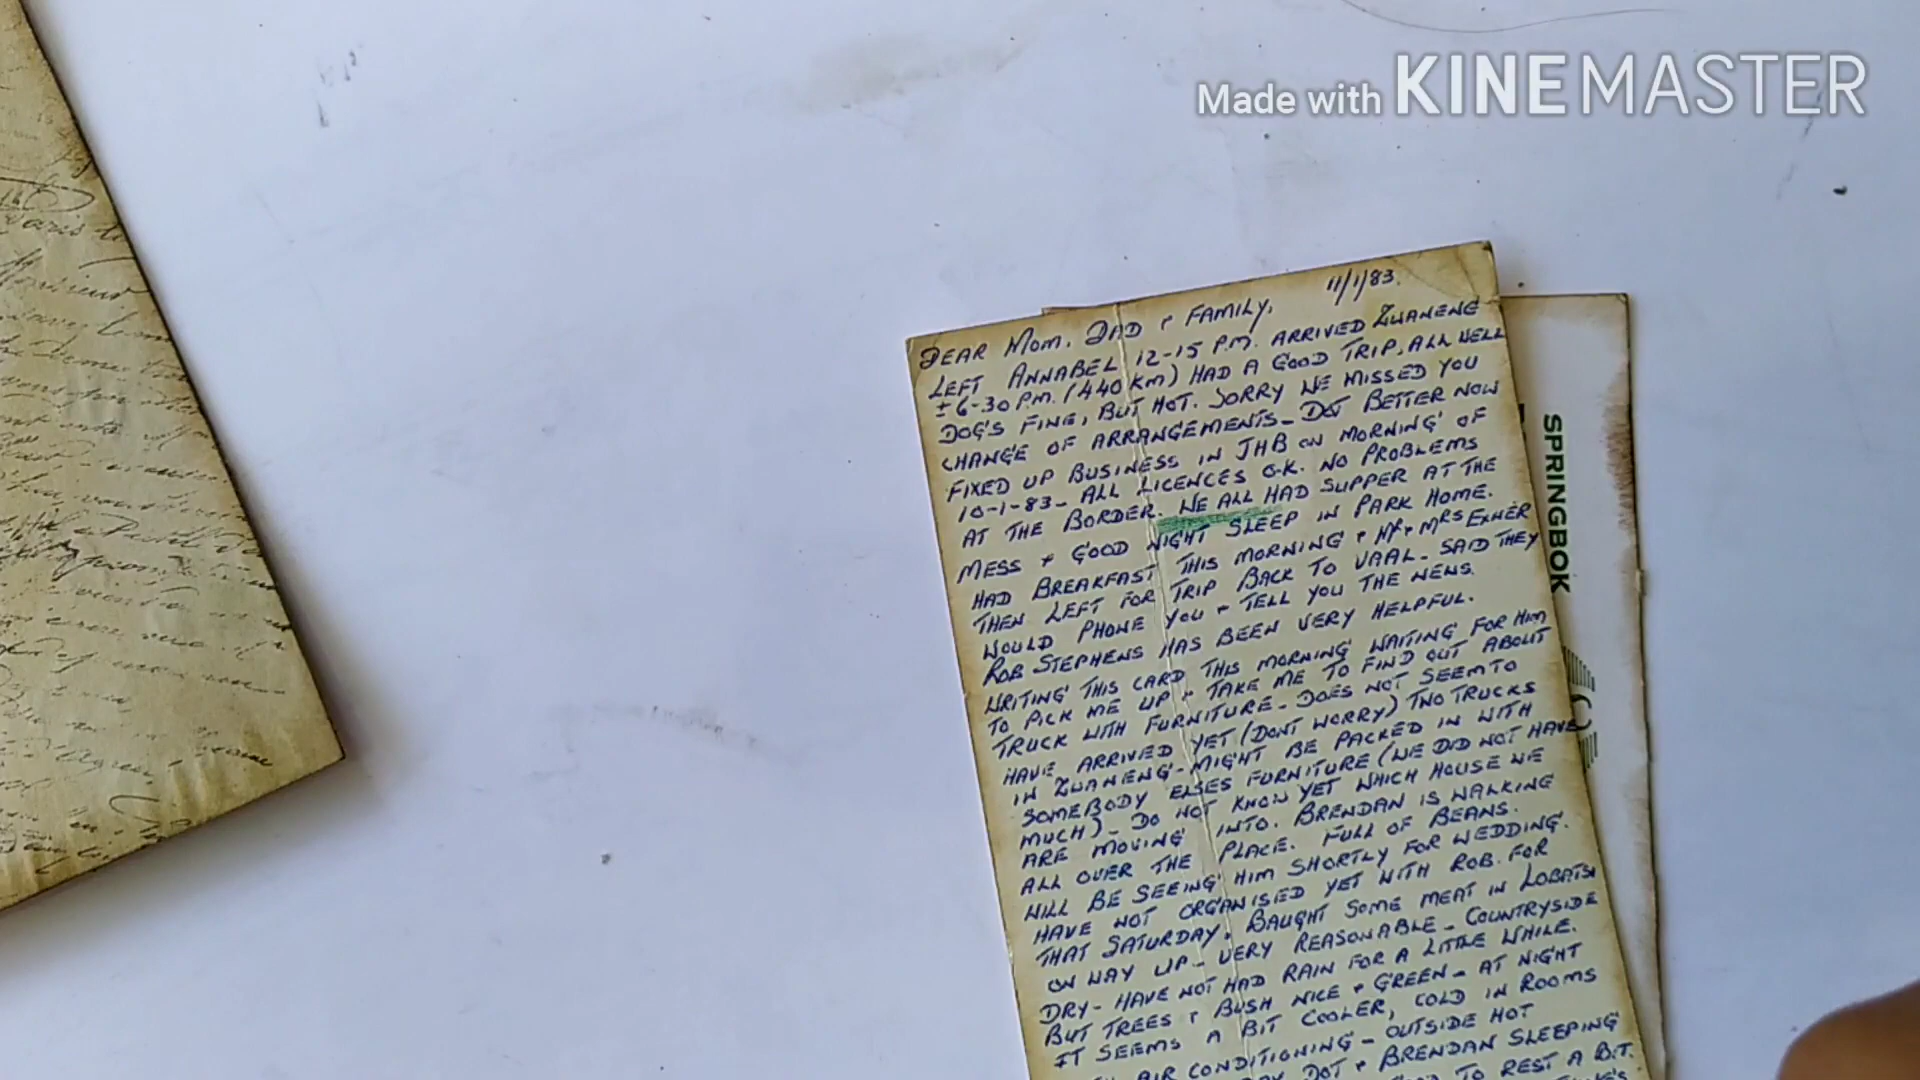 Made with KINEMASTER
11/1/83.
DEAR MOM, DAD & FAMILY,
LEFT ANNABEL 12-15 P.M. ARRIVED ZWANENG
±6-30 P.M. (440 KM) HAD A GOOD TRIP, ALL WELL
DOG'S FINE, BUT HOT. SORRY WE MISSED YOU
CHANGE OF ARRANGEMENTS - DOT BETTER NOW
FIXED UP BUSINESS IN JHB ON MORNING OF
10-1-83 - ALL LICENCES O.K. NO PROBLEMS
AT THE BORDER. WE ALL HAD SUPPER AT THE
MESS & GOOD NIGHT SLEEP IN PARK HOME.
HAD BREAKFAST THIS MORNING & MR & MRS EXNER
THEN LEFT FOR TRIP BACK TO VAAL - SAID THEY
WOULD PHONE YOU & TELL YOU THE NEWS.
ROB STEPHENS HAS BEEN VERY HELPFUL.
WRITING THIS CARD THIS MORNING WAITING FOR HIM
TO PICK ME UP & TAKE ME TO FIND OUT ABOUT
TRUCK WITH FURNITURE - DOES NOT SEEM TO
HAVE ARRIVED YET (DONT WORRY) TWO TRUCKS
IN ZWANENG - MIGHT BE PACKED IN WITH
SOMEBODY ELSES FURNITURE (WE DID NOT HAVE
MUCH) - DO NOT KNOW YET WHICH HOUSE WE
ARE MOVING INTO. BRENDAN IS WALKING
ALL OVER THE PLACE. FULL OF BEANS.
WILL BE SEEING HIM SHORTLY FOR WEDDING.
HAVE NOT ORGANISED YET WITH ROB. FOR
THAT SATURDAY. BAUGHT SOME MEAT IN LOBATSI
ON WAY UP - VERY REASONABLE - COUNTRYSIDE
DRY - HAVE NOT HAD RAIN FOR A LITTLE WHILE.
BUT TREES & BUSH NICE & GREEN - AT NIGHT
IT SEEMS A BIT COOLER, COLD IN ROOMS
AIR CONDITIONING - OUTSIDE HOT
DOT & BRENDAN SLEEPING
TO REST A BIT.
SPRINGBOK